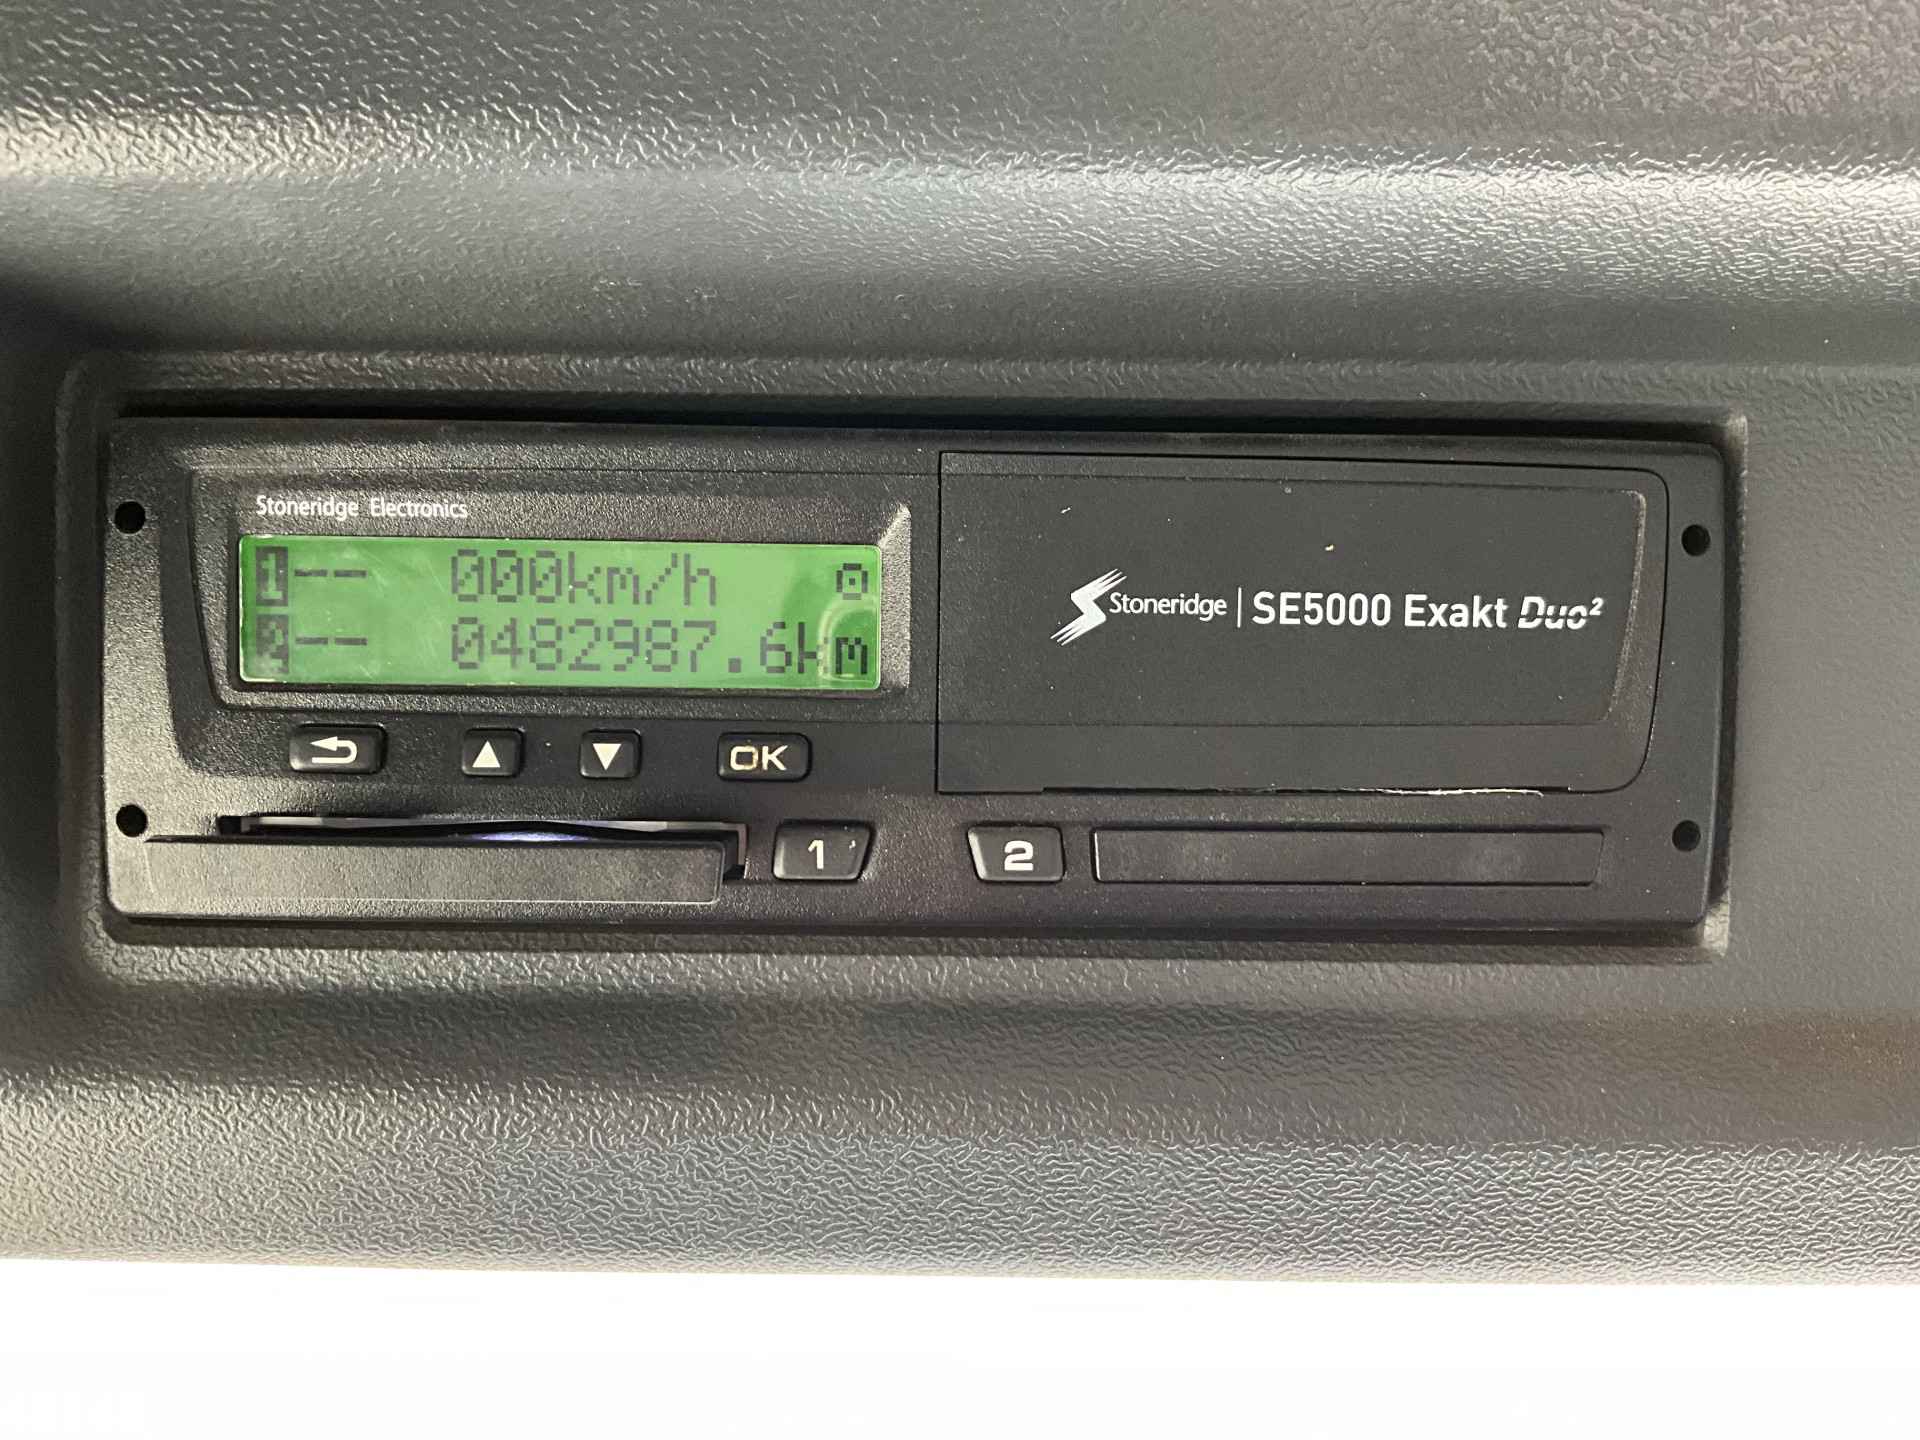 Stoneridge Electronics
1-- 000km/h
2-- 0482987.6km
Stoneridge | SE5000 Exakt Duo²
OK
1
2